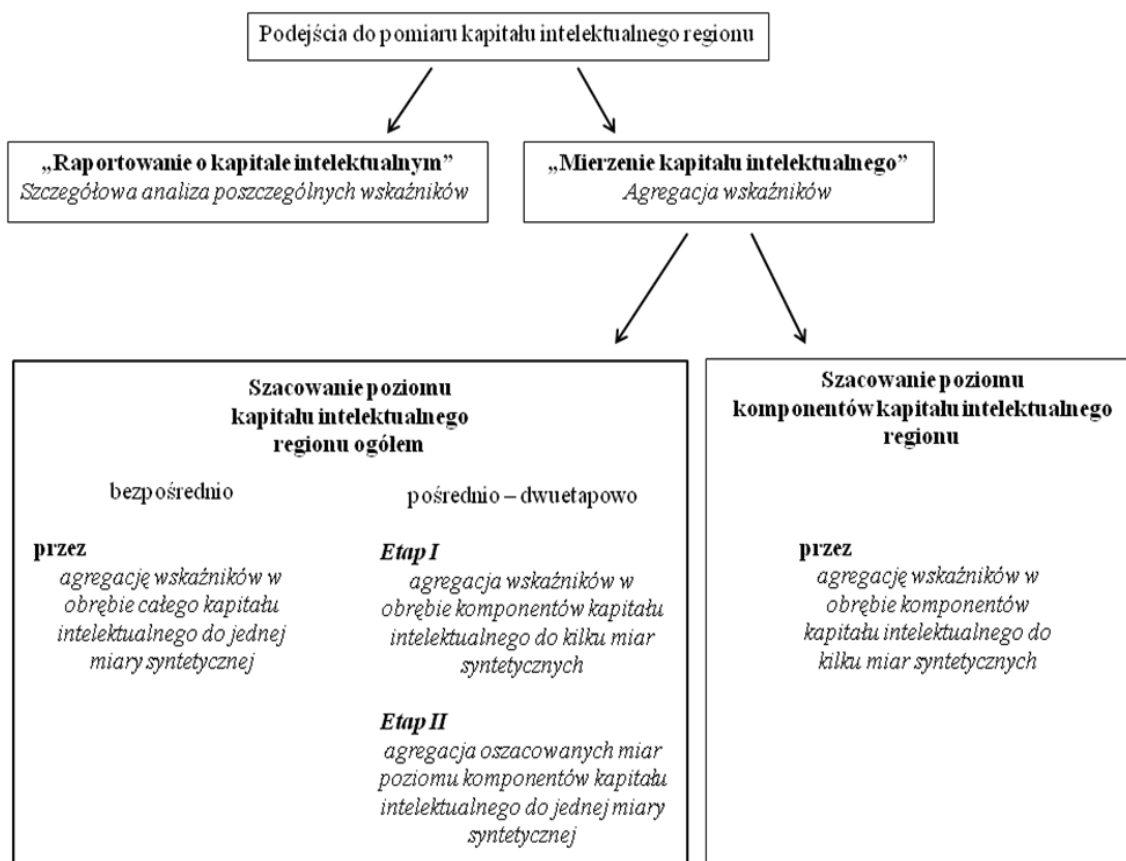 Podejścia do pomiaru kapitału intelektualnego regionu
„Raportowanie o kapitale intelektualnym”
Szczegółowa analiza poszczególnych wskaźników
„Mierzenie kapitału intelektualnego”
Agregacja wskaźników
Szacowanie poziomu
kapitału intelektualnego
regionu ogółem
bezpośrednio
przez
agregację wskaźników w
obrębie całego kapitału
intelektualnego do jednej
miary syntetycznej
pośrednio – dwuetapowo
Etap I
agregacja wskaźników w
obrębie komponentów kapitału
intelektualnego do kilku miar
syntetycznych
Etap II
agregacja oszacowanych miar
poziomu komponentów kapitału
intelektualnego do jednej miary
syntetycznej
Szacowanie poziomu
komponentów kapitału intelektualnego
regionu
przez
agregację wskaźników w
obrębie komponentów
kapitału intelektualnego do
kilku miar syntetycznych